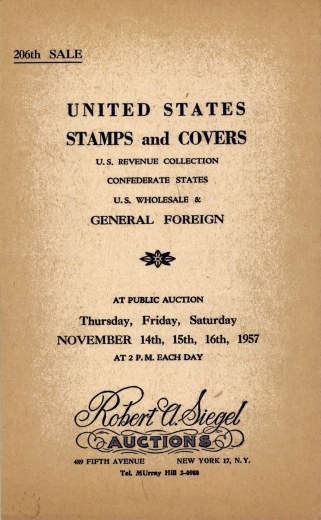 206th SALE
UNITED STATES
STAMPS and COVERS
U.S. REVENUE COLLECTION
CONFEDERATE STATES
U.S. WHOLESALE &
GENERAL FOREIGN
AT PUBLIC AUCTION
Thursday, Friday, Saturday
NOVEMBER 14th, 15th, 16th, 1957
AT 2 P. M. EACH DAY
Robert A. Siegel
AUCTIONS
489 FIFTH AVENUE NEW YORK 17, N. Y.
Tel. MUrray Hill 2-0980